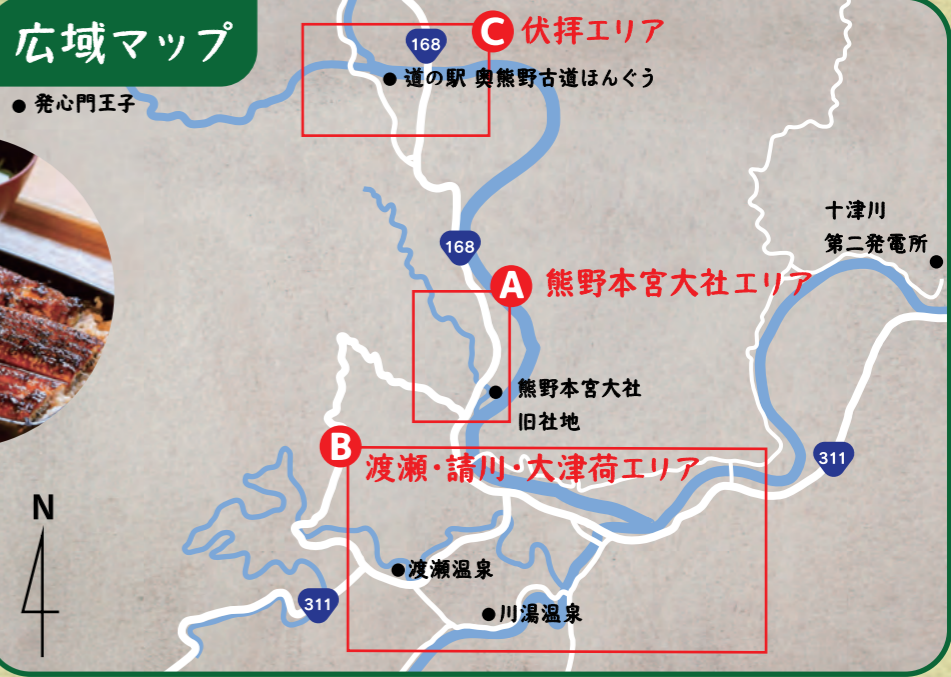 広域マップ
発心門王子
168
C 伏拝エリア
道の駅 奥熊野古道ほんぐう
十津川
第二発電所
168
A 熊野本宮大社エリア
熊野本宮大社
旧社地
B 渡瀬・請川・大津荷エリア
311
N
渡瀬温泉
311
川湯温泉